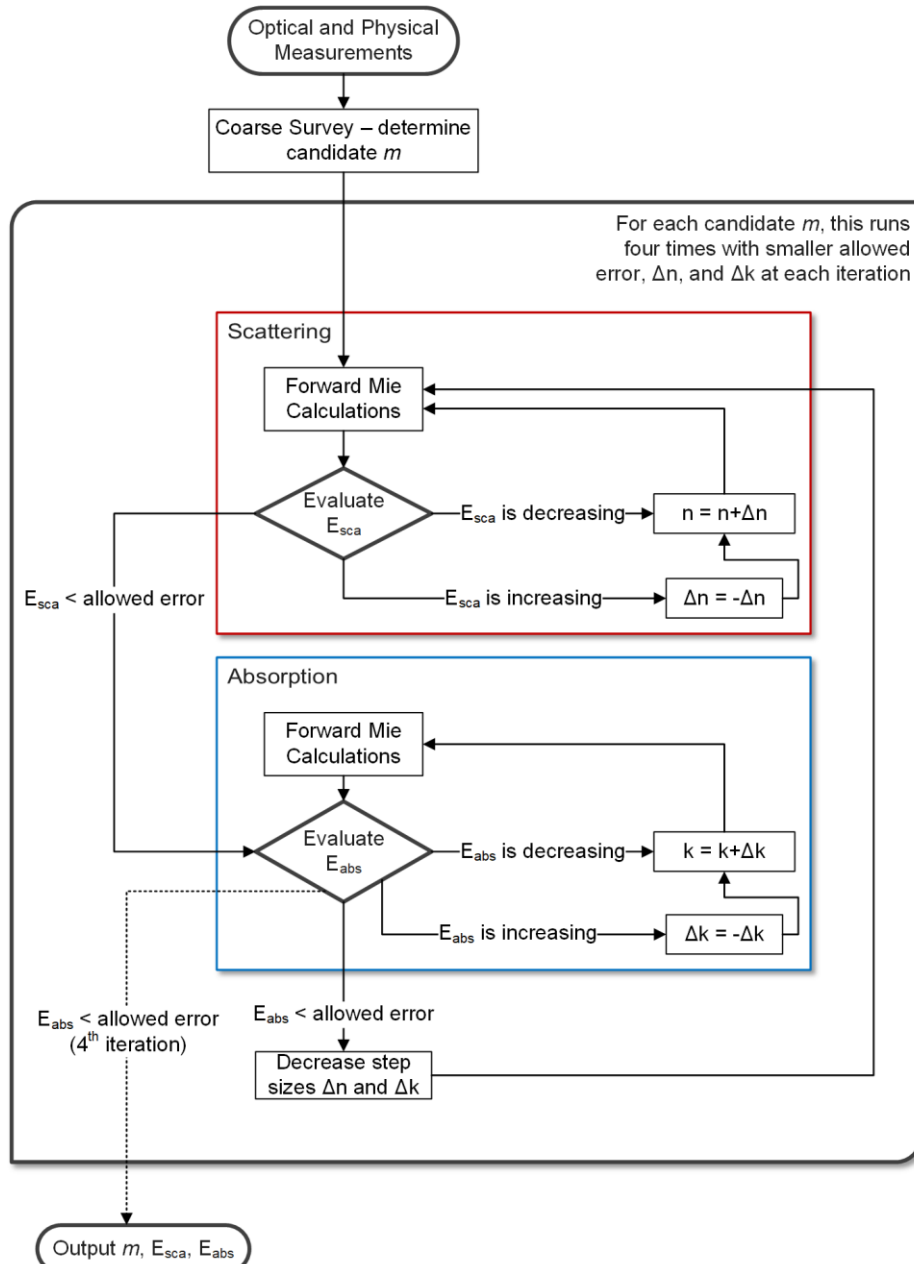 Optical and Physical
Measurements
Coarse Survey – determine
candidate m
For each candidate m, this runs
four times with smaller allowed
error, Δn, and Δk at each iteration
Scattering
Forward Mie
Calculations
Evaluate
Esca
Esca is decreasing
n = n+Δn
Esca is increasing
Δn = -Δn
Esca < allowed error
Absorption
Forward Mie
Calculations
Evaluate
Eabs
Eabs is decreasing
k = k+Δk
Eabs is increasing
Δk = -Δk
Eabs < allowed error
(4th iteration)
Eabs < allowed error
Decrease step
sizes Δn and Δk
Output m, Esca, Eabs